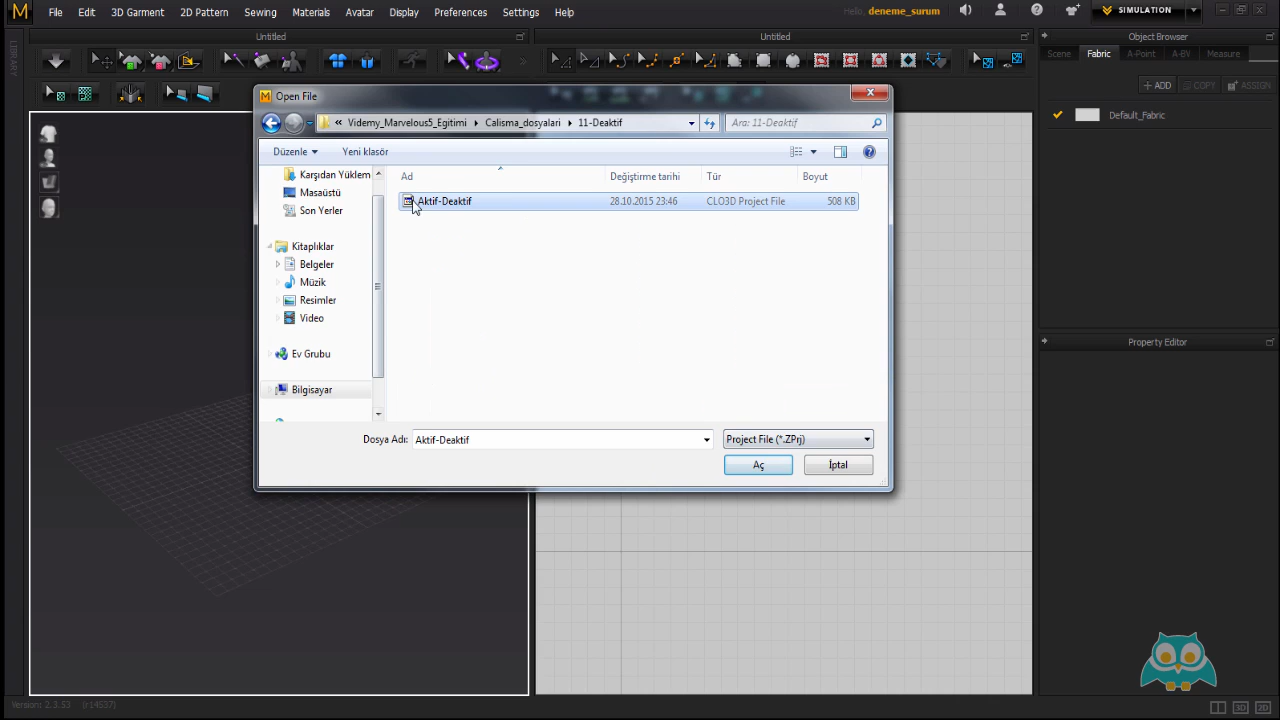 M File Edit 3D Garment 2D Pattern Sewing Materials Avatar Display Preferences Settings Help Hello, deneme_surum SIMULATION
Untitled Untitled Object Browser
Scene Fabric A-Point A-BV Measure
LIBRARY
ADD COPY ASSIGN
Default_Fabric
Property Editor
Open File
Videmy_Marvelous5_Egitimi Calisma_dosyalari 11-Deaktif Ara: 11-Deaktif
Düzenle Yeni klasör
Ad Değiştirme tarihi Tür Boyut
Aktif-Deaktif 28.10.2015 23:46 CLO3D Project File 508 KB
Karşıdan Yüklem
Masaüstü
Son Yerler
Kitaplıklar
Belgeler
Müzik
Resimler
Video
Ev Grubu
Bilgisayar
Dosya Adı: Aktif-Deaktif Project File (*.ZPrj)
Aç İptal
Version: 2.3.53 (r14537)
3D 2D